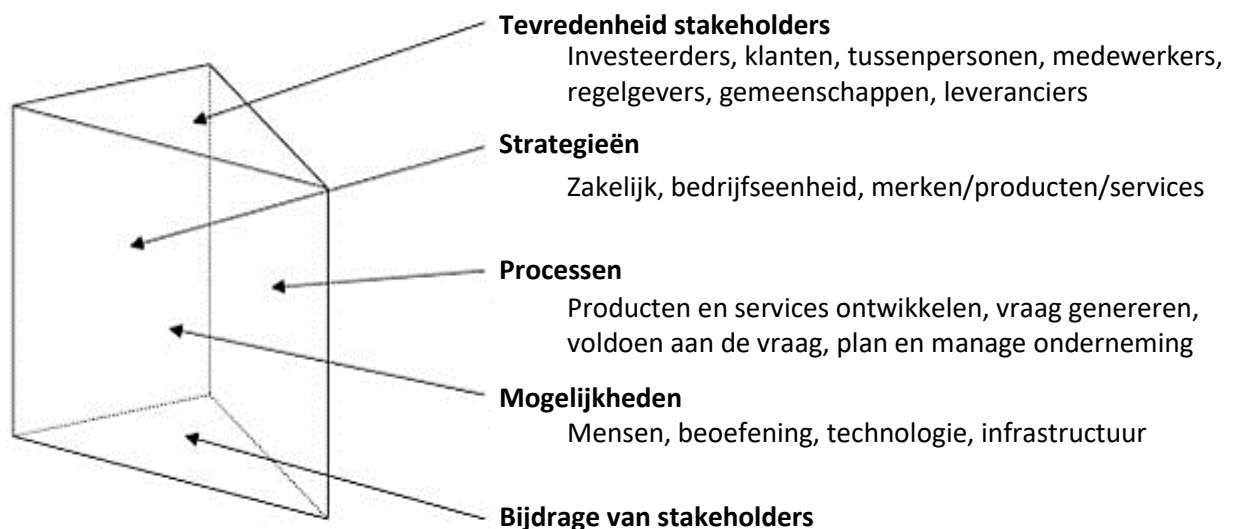 Tevredenheid stakeholders
Investeerders, klanten, tussenpersonen, medewerkers,
regelgevers, gemeenschappen, leveranciers
Strategieën
Zakelijk, bedrijfseenheid, merken/producten/services
Processen
Producten en services ontwikkelen, vraag genereren,
voldoen aan de vraag, plan en manage onderneming
Mogelijkheden
Mensen, beoefening, technologie, infrastructuur
Bijdrage van stakeholders